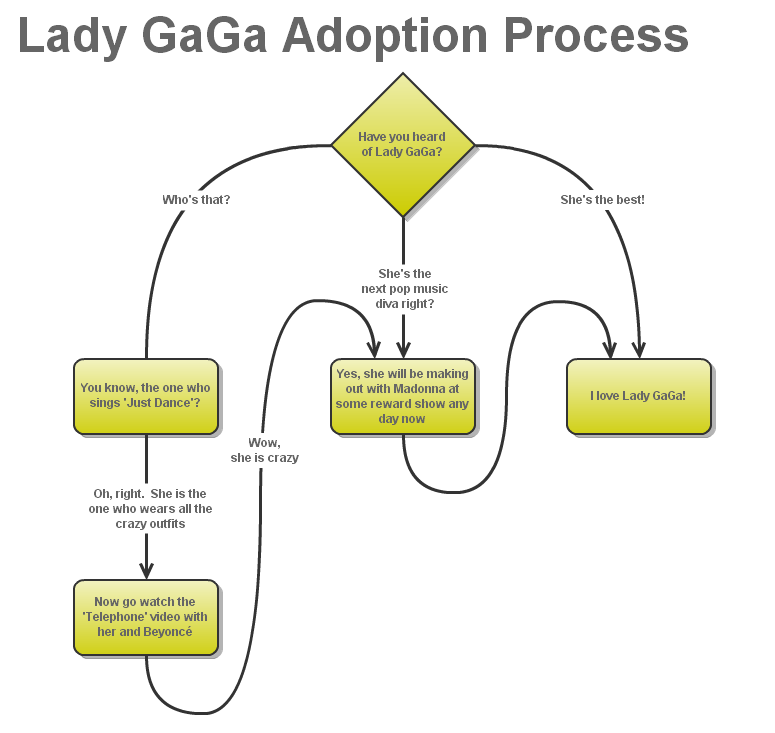 Lady GaGa Adoption Process
Have you heard
of Lady GaGa?
Who's that?
She's the best!
She's the
next pop music
diva right?
You know, the one who
sings 'Just Dance'?
Yes, she will be making
out with Madonna at
some reward show any
day now
I love Lady GaGa!
Wow,
she is crazy
Oh, right.  She is the
one who wears all the
crazy outfits
Now go watch the
'Telephone' video with
her and Beyoncé